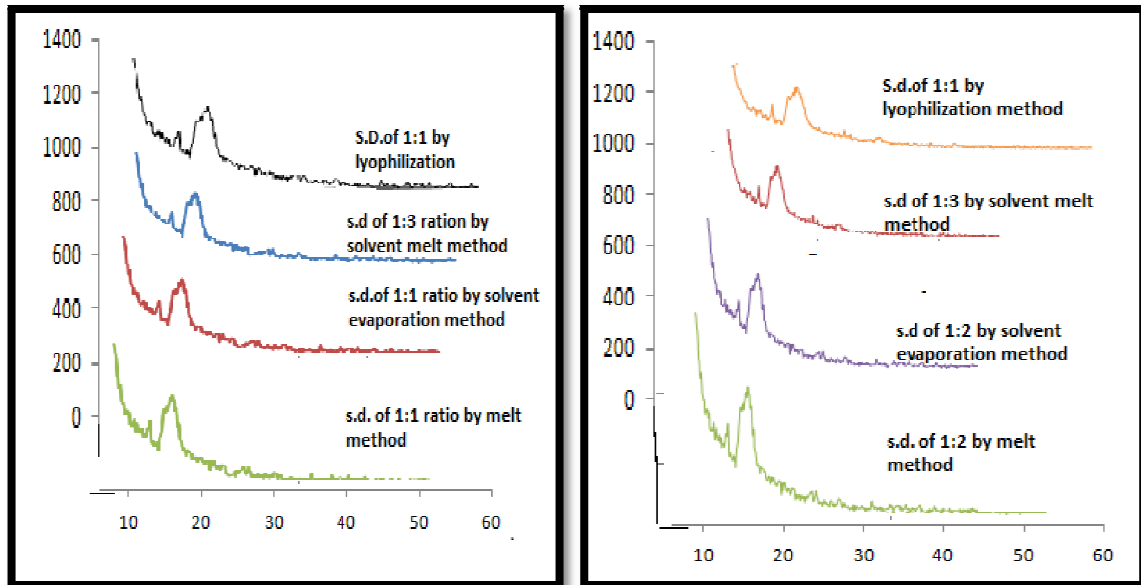 1400
1200
1000
800
600
400
200
0
S.D.of 1:1 by
lyophilization
s.d of 1:3 ration by
solvent melt method
s.d.of 1:1 ratio by solvent
evaporation method
s.d. of 1:1 ratio by melt
method
10 20 30 40 50 60
1400
1200
1000
800
600
400
200
0
S.d.of 1:1 by
lyophilization method
s.d of 1:3 by solvent melt
method
s.d of 1:2 by solvent
evaporation method
s.d. of 1:2 by melt
method
10 20 30 40 50 60